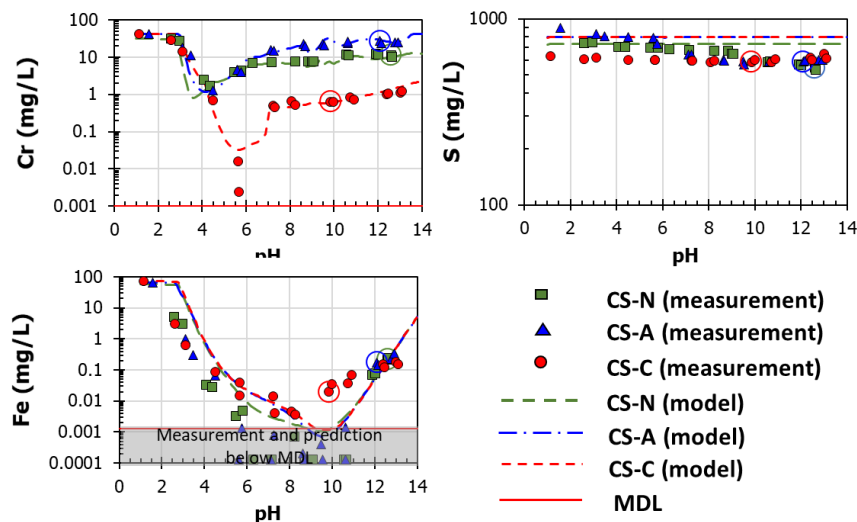 100
10
1
0.1
0.01
0.001
Cr (mg/L)
0 2 4 6 8 10 12 14
pH
1000
100
S (mg/L)
0 2 4 6 8 10 12 14
pH
100
10
1
0.1
0.01
0.001
0.0001
Fe (mg/L)
Measurement and prediction
below MDL
0 2 4 6 8 10 12 14
pH
CS-N (measurement)
CS-A (measurement)
CS-C (measurement)
CS-N (model)
CS-A (model)
CS-C (model)
MDL